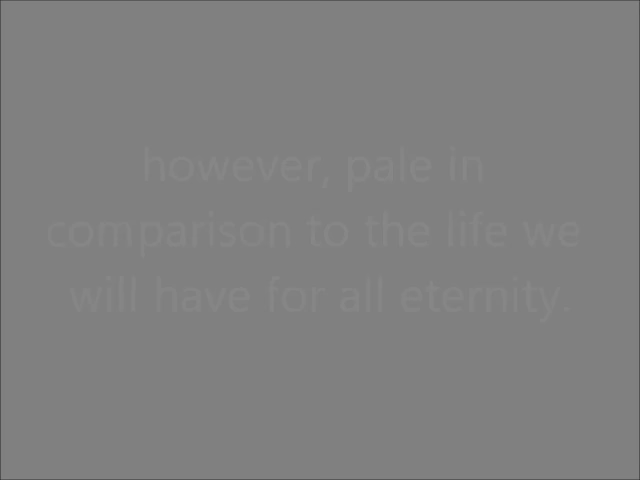 however, pale in
comparison to the life we
will have for all eternity.